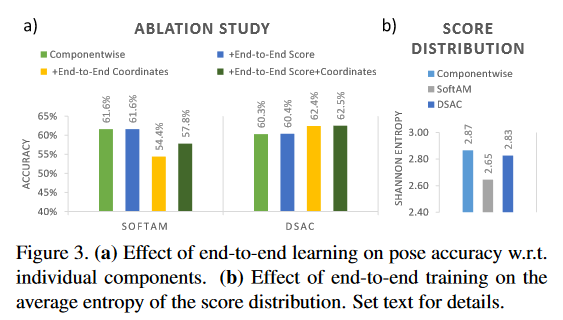 a)
ABLATION STUDY
Componentwise
+End-to-End Score
+End-to-End Coordinates
+End-to-End Score+Coordinates
ACCURACY
65%
60%
55%
50%
45%
40%
61.6%
61.6%
54.4%
57.8%
60.3%
60.4%
62.4%
62.5%
SOFTAM
DSAC
b)
SCORE
DISTRIBUTION
Componentwise
SoftAM
DSAC
SHANNON ENTROPY
3.00
2.80
2.60
2.40
2.87
2.65
2.83
Figure 3. (a) Effect of end-to-end learning on pose accuracy w.r.t.
individual components. (b) Effect of end-to-end training on the
average entropy of the score distribution. Set text for details.